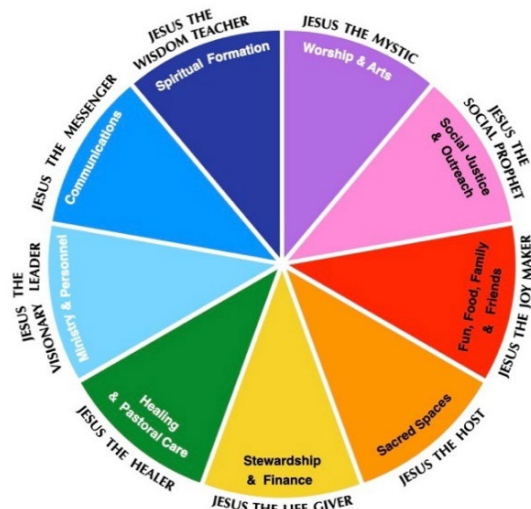 JESUS THE MYSTIC
Worship & Arts
JESUS THE
SOCIAL PROPHET
Social Justice
& Outreach
JESUS THE JOY MAKER
Fun, Food, Family
& Friends
JESUS THE HOST
Sacred Spaces
JESUS THE LIFE GIVER
Stewardship
& Finance
JESUS THE HEALER
Healing
& Pastoral Care
JESUS THE
VISIONARY LEADER
Ministry & Personnel
JESUS THE MESSENGER
Communications
JESUS THE
WISDOM TEACHER
Spiritual Formation